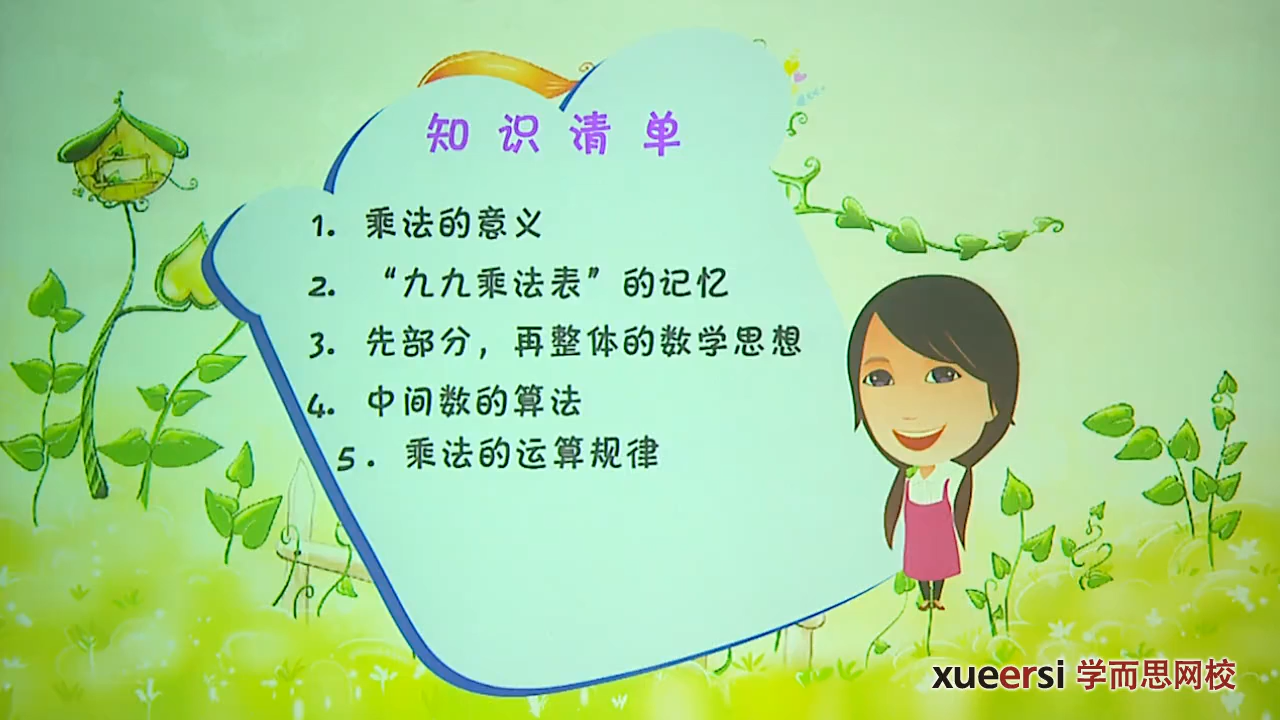 知识清单
1. 乘法的意义
2. “九九乘法表”的记忆
3. 先部分，再整体的数学思想
4. 中间数的算法
5. 乘法的运算规律
xueersi 学而思网校